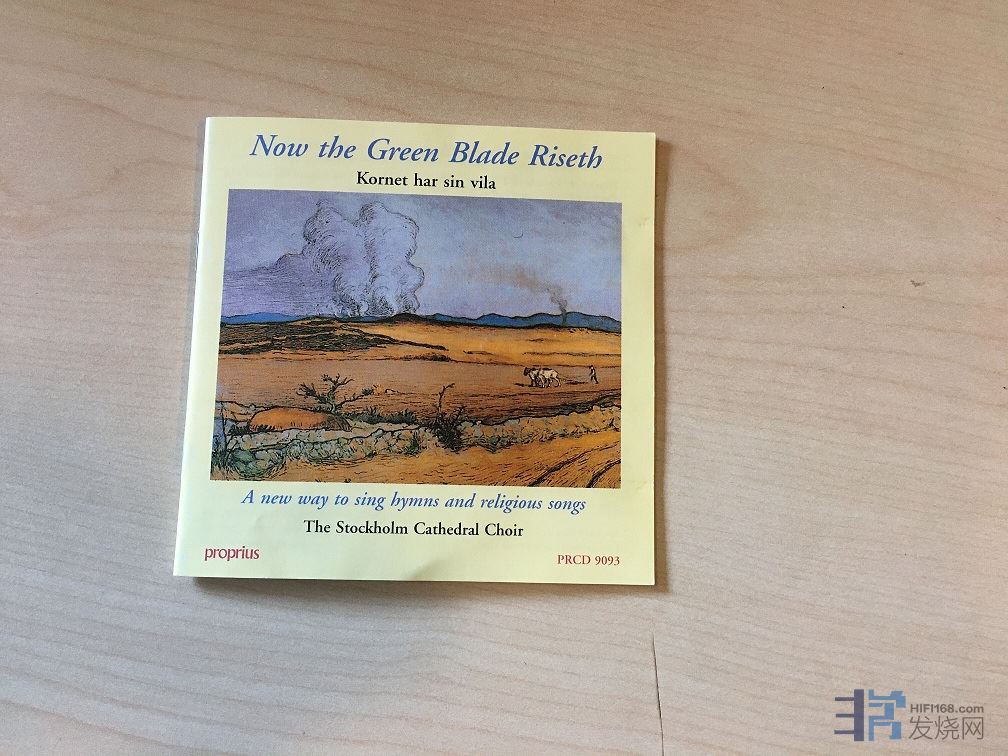 Now the Green Blade Riseth
Kornet har sin vila
A new way to sing hymns and religious songs
The Stockholm Cathedral Choir
proprius
PRCD 9093
HIFI168.com
发烧网